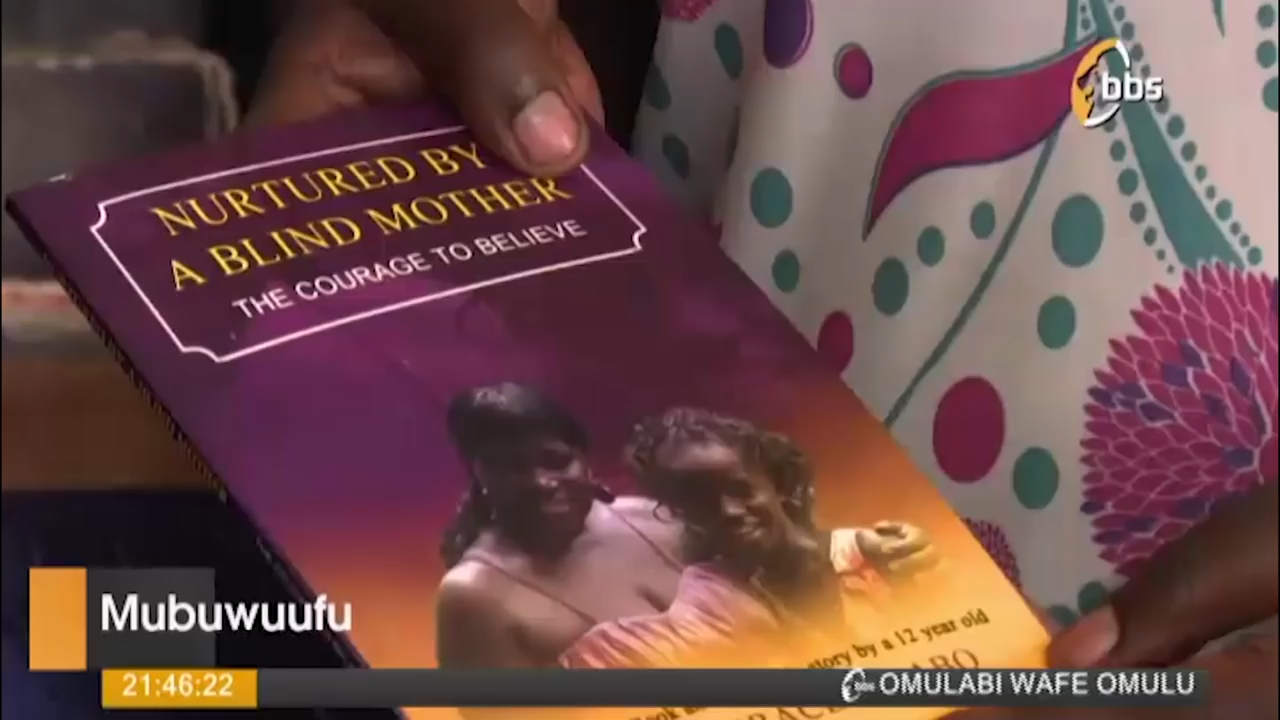 bbs
NURTURED BY
A BLIND MOTHER
THE COURAGE TO BELIEVE
story by a 12 year old
Mubuwuufu
21:46:22
bbs OMULABI WAFE OMULU